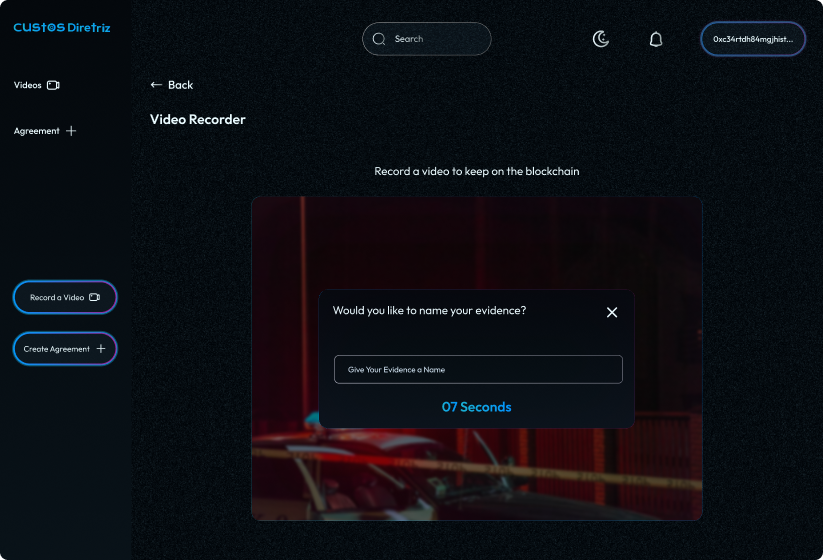 CUStOS Diretriz
Search
0xc34rtdh84mgjhist...
Videos
Back
Video Recorder
Agreement
Record a video to keep on the blockchain
Record a Video
Would you like to name your evidence?
Create Agreement
Give Your Evidence a Name
07 Seconds